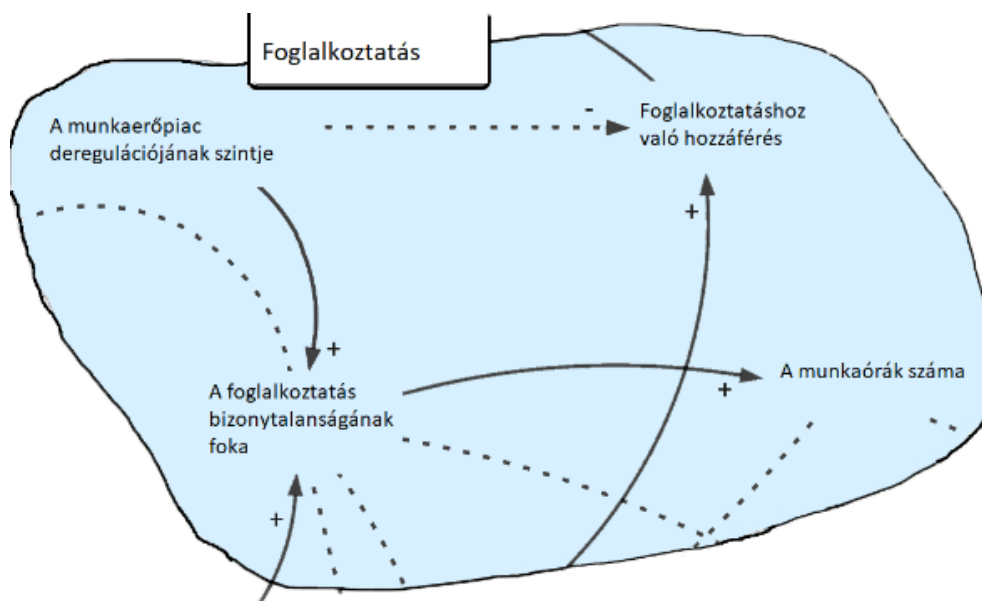 Foglalkoztatás
A munkaerőpiac
deregulációjának szintje
-
Foglalkoztatáshoz
való hozzáférés
+
+
A foglalkoztatás
bizonytalanságának
foka
+
A munkaórák száma
+